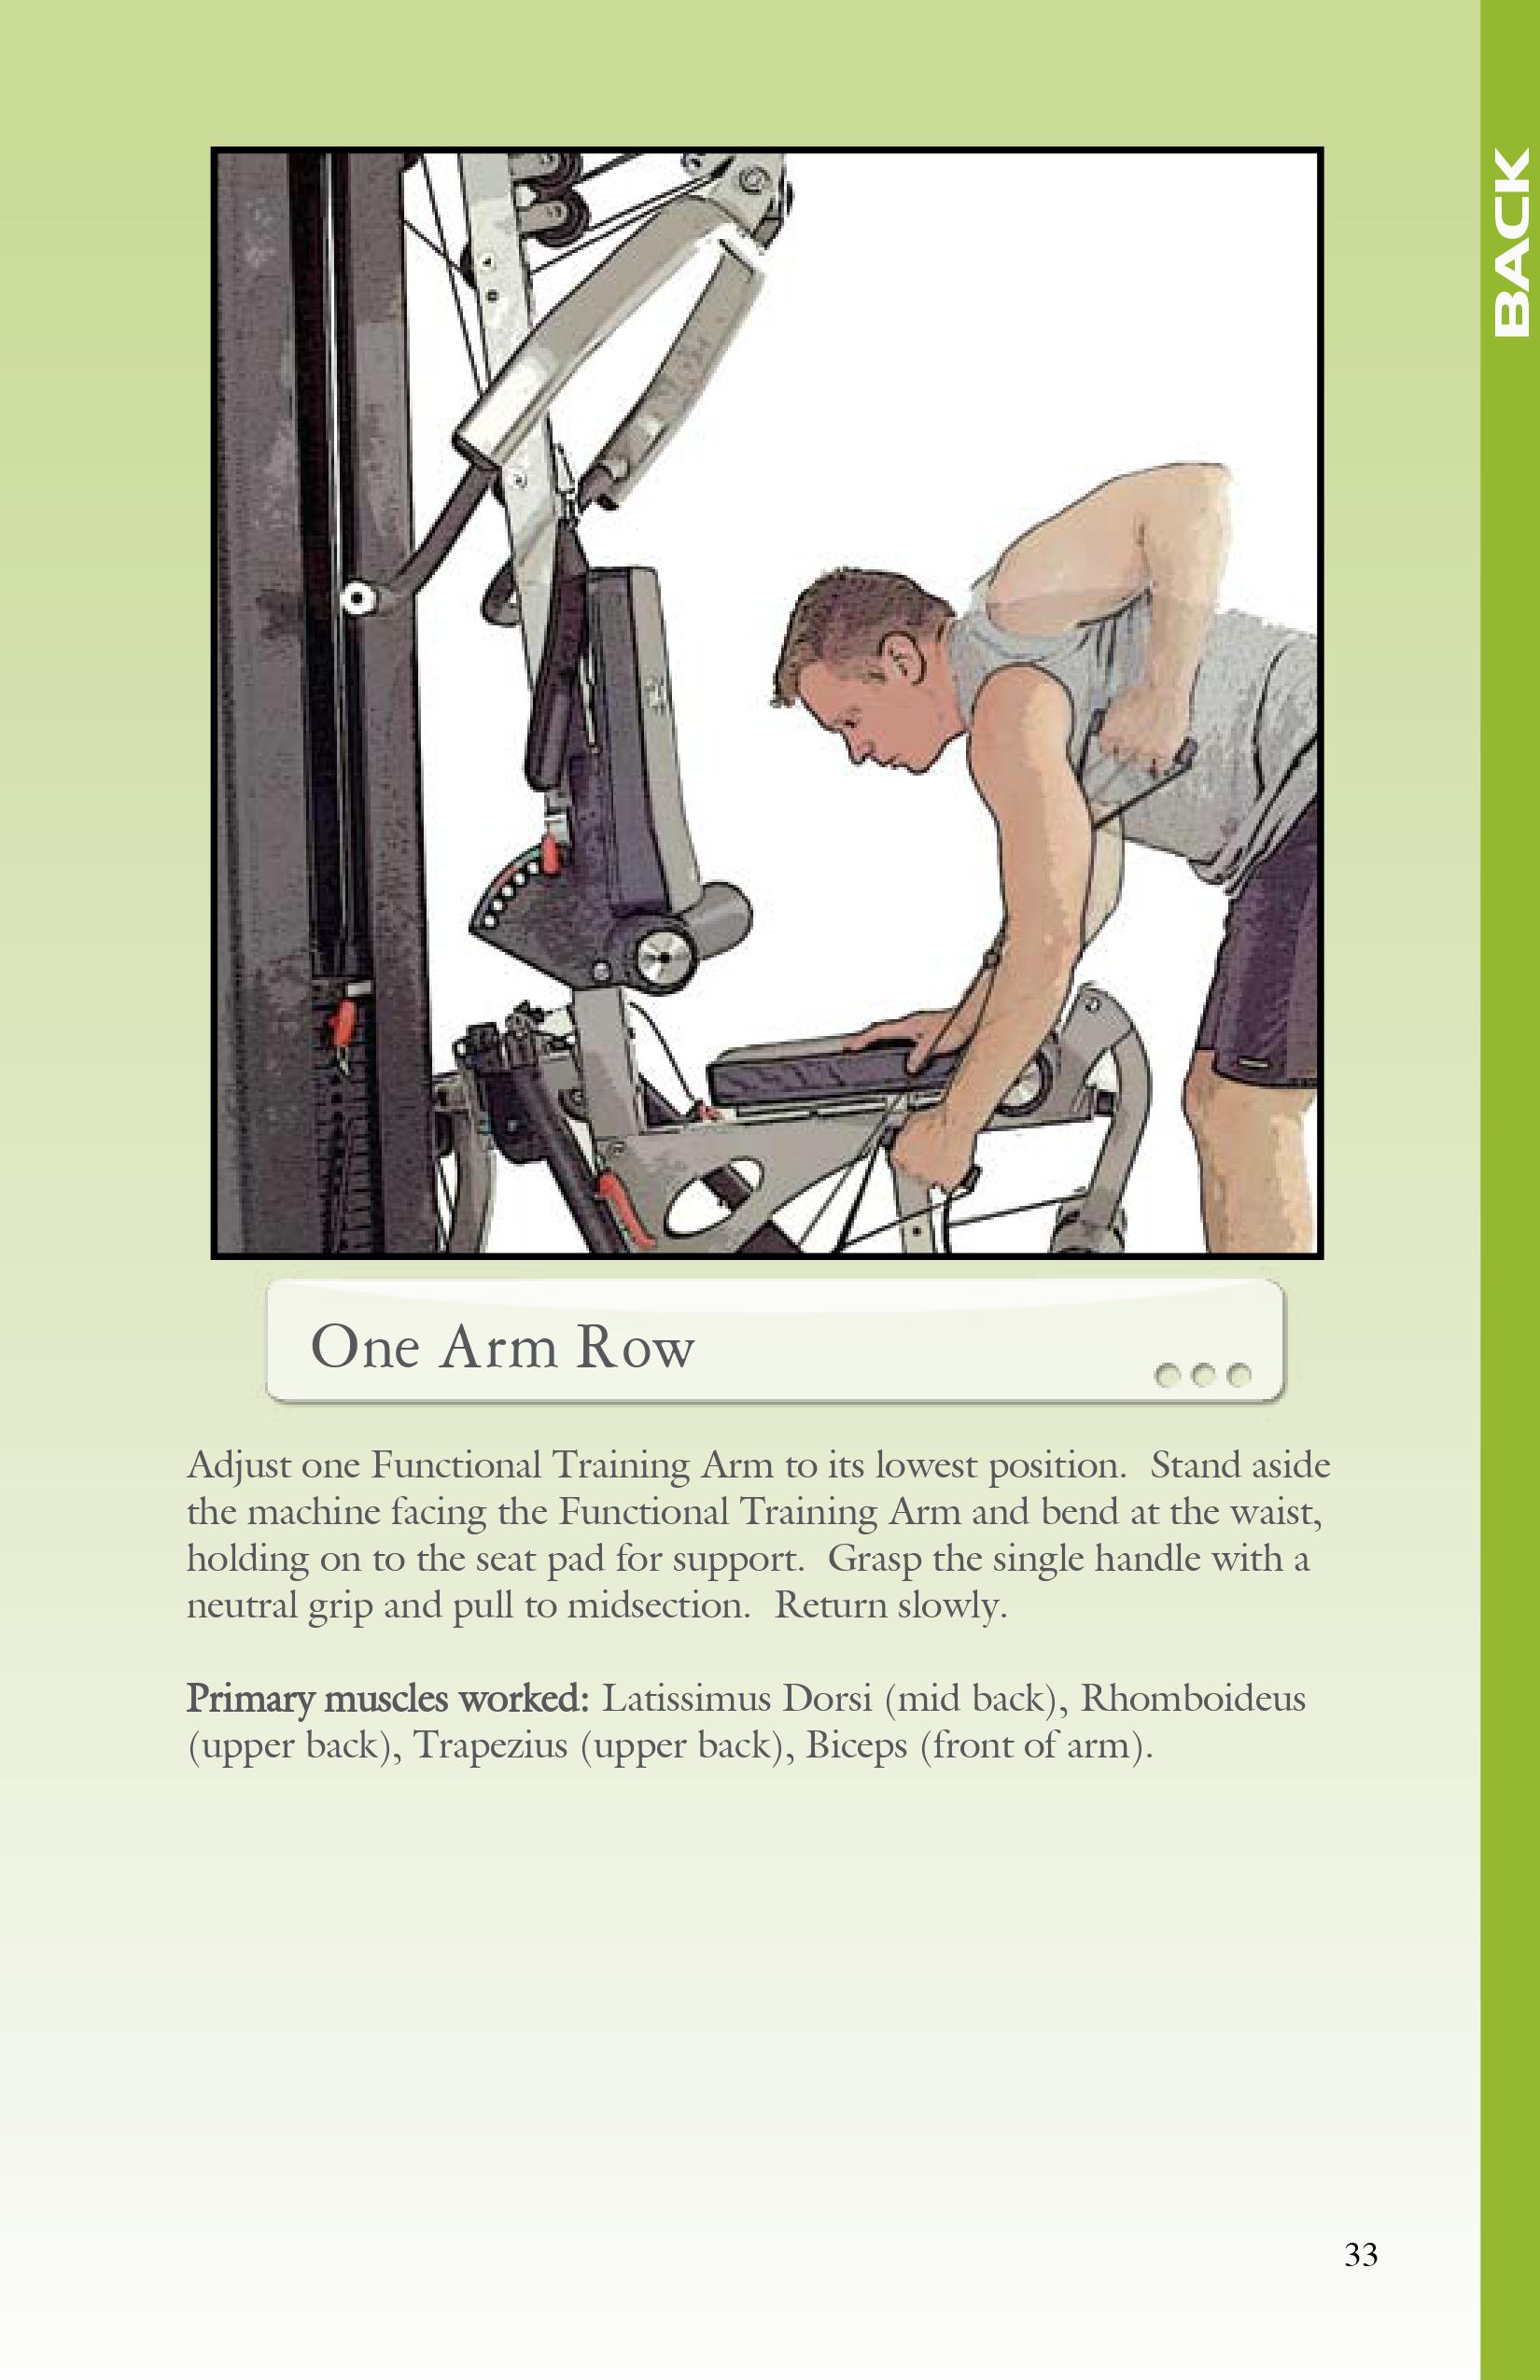 BACK
One Arm Row
Adjust one Functional Training Arm to its lowest position.  Stand aside
the machine facing the Functional Training Arm and bend at the waist,
holding on to the seat pad for support.  Grasp the single handle with a
neutral grip and pull to midsection.  Return slowly.
Primary muscles worked: Latissimus Dorsi (mid back), Rhomboideus
(upper back), Trapezius (upper back), Biceps (front of arm).
33